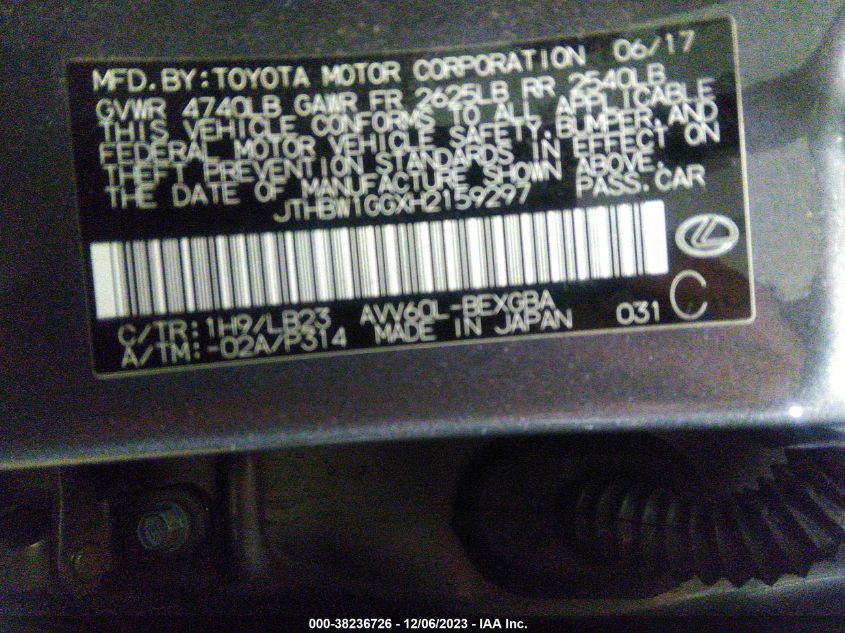 MFD.BY:TOYOTA MOTOR CORPORATION 06/17
GVWR 4740LB GAWR FR 2625LB RR 2540LB
THIS VEHICLE CONFORMS TO ALL APPLICABLE
FEDERAL MOTOR VEHICLE SAFETY,BUMPER,AND
THEFT PREVENTION STANDARDS IN EFFECT ON
THE DATE OF MANUFACTURE SHOWN ABOVE.
JTHBW1GGXH2159297 PASS.CAR
C/TR:1H9/LB23 AVV60L-BEXGBA 031 C
A/TM:-02A/P314 MADE IN JAPAN
000-38236726 - 12/06/2023 - IAA Inc.